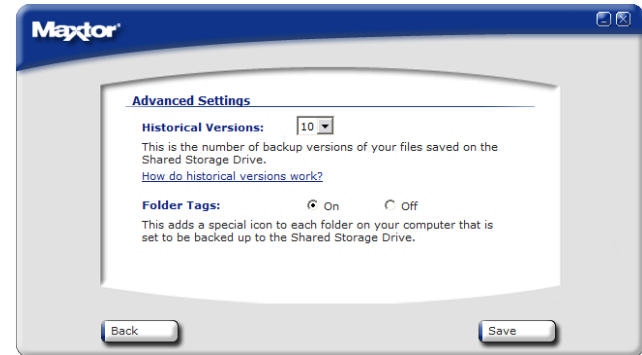 Maxtor
Advanced Settings
Historical Versions: 10
This is the number of backup versions of your files saved on the
Shared Storage Drive.
How do historical versions work?
Folder Tags: On Off
This adds a special icon to each folder on your computer that is
set to be backed up to the Shared Storage Drive.
Back Save